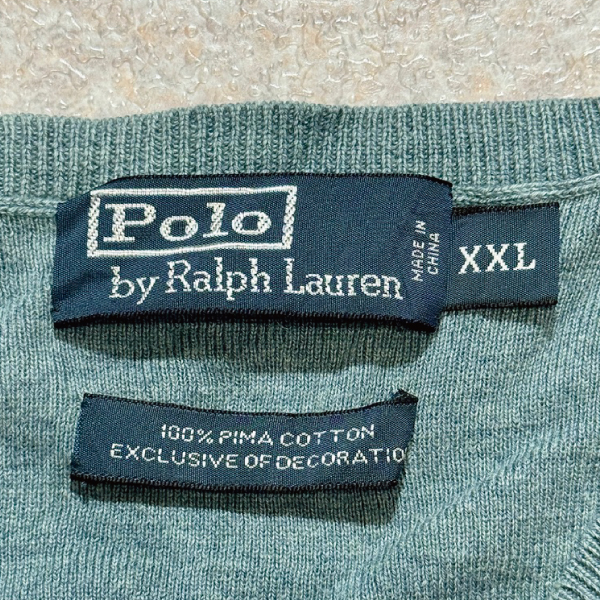 Polo
by Ralph Lauren
MADE IN
CHINA
XXL
100% PIMA COTTON
EXCLUSIVE OF DECORATIO